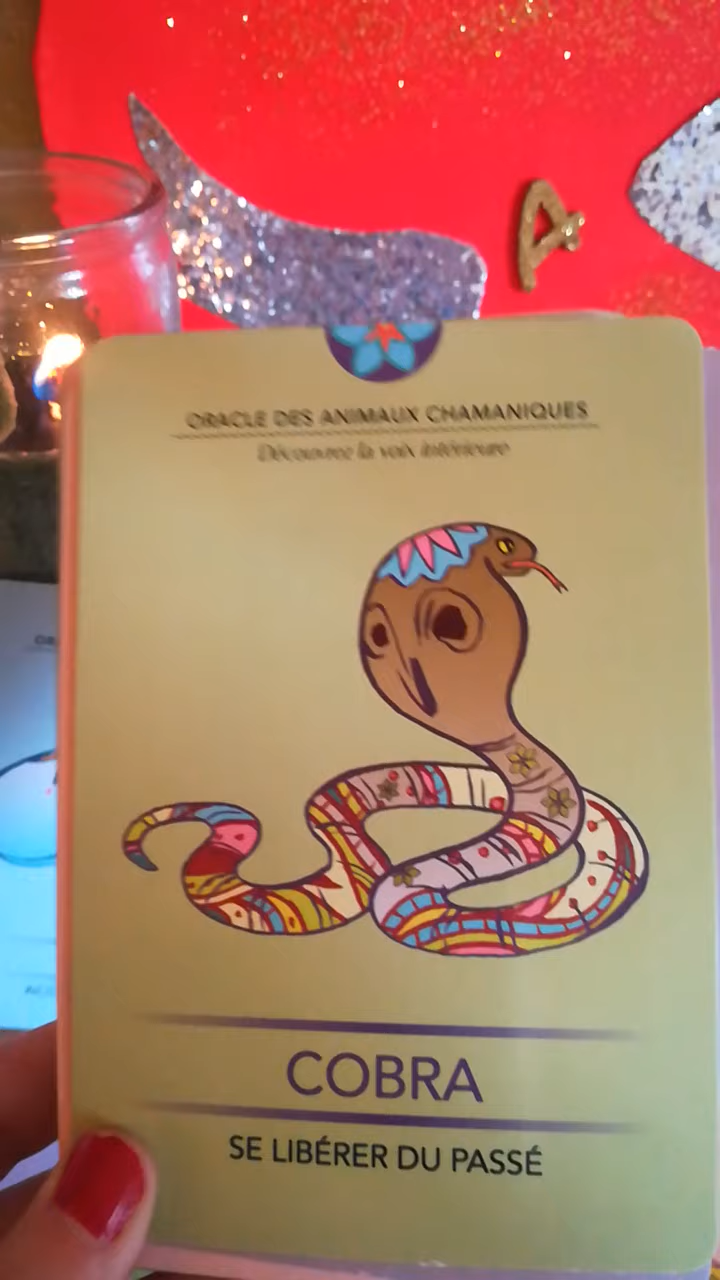 A
ORACLE DES ANIMAUX CHAMANIQUES
Découvrez la voix intérieure
COBRA
SE LIBÉRER DU PASSÉ